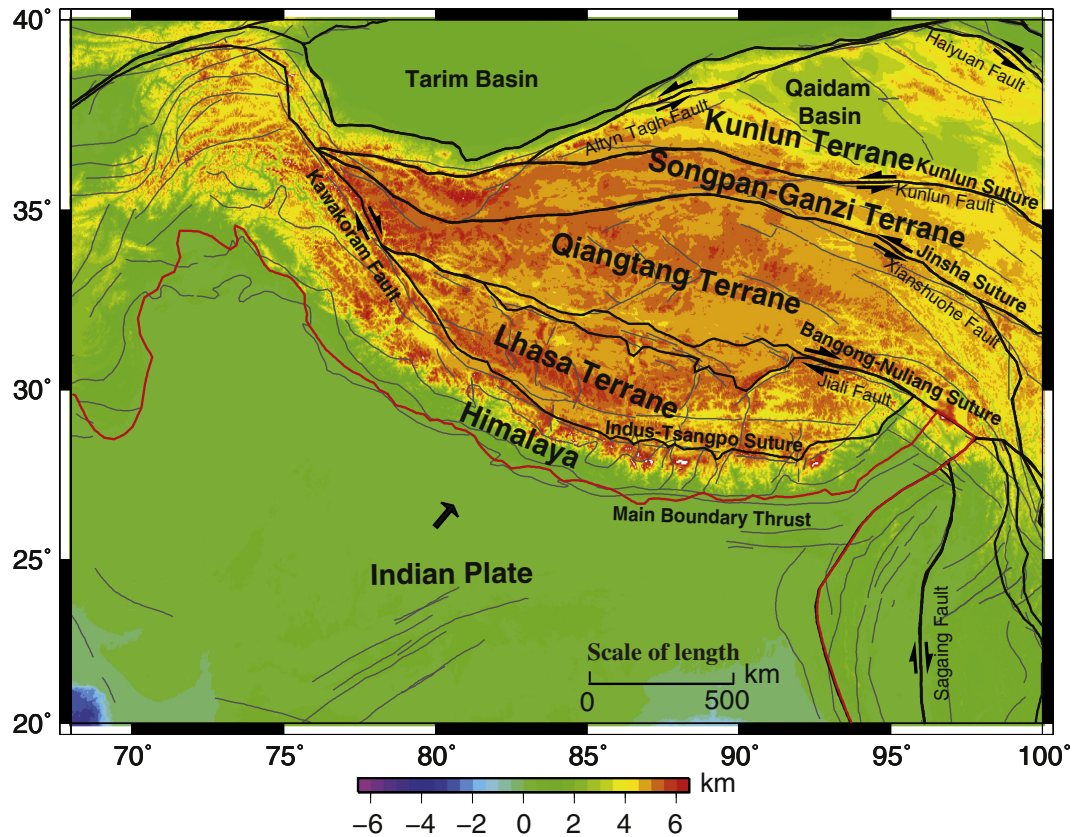 40°
Tarim Basin
Haiyuan Fault
Qaidam
Basin
Altyn Tagh Fault
Kunlun Terrane
Kunlun Suture
Kunlun Fault
Songpan-Ganzi Terrane
35°
Kawakoram Fault
Qiangtang Terrane
Jinsha Suture
Xianshuohe Fault
Bangong-Nuliang Suture
Jiali Fault
Lhasa Terrane
30°
Indus-Tsangpo Suture
Himalaya
Main Boundary Thrust
25°
Indian Plate
Sagaing Fault
Scale of length
km
0 500
20°
70° 75° 80° 85° 90° 95° 100°
km
−6 −4 −2 0 2 4 6